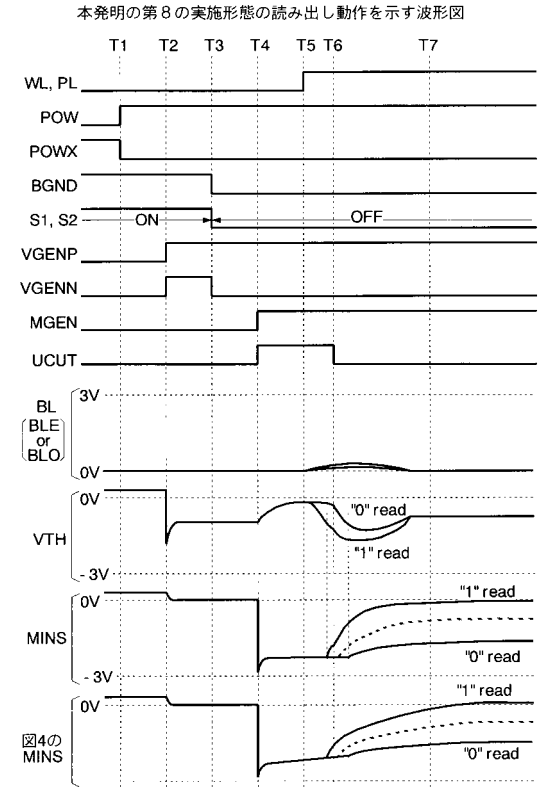 本発明の第8の実施形態の読み出し動作を示す波形図
T1 T2 T3 T4 T5 T6 T7
WL, PL
POW
POWX
BGND
S1, S2 ON OFF
VGENP
VGENN
MGEN
UCUT
3V
BL
BLE
or
BLO
0V
0V
"0" read
VTH
"1" read
- 3V
0V
"1" read
MINS
"0" read
- 3V
"1" read
0V
図4の
MINS
"0" read